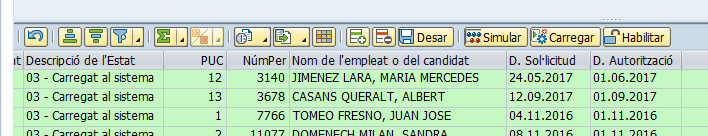 Desar Simular Carregar Habilitar
Descripció de l'Estat PUC NúmPer Nom de l'empleat o del candidat D. Sol·licitud D. Autorització
03 - Carregat al sistema 12 3140 JIMENEZ LARA, MARIA MERCEDES 24.05.2017 01.06.2017
03 - Carregat al sistema 13 3678 CASANS QUERALT, ALBERT 12.09.2017 01.09.2017
03 - Carregat al sistema 1 7766 TOMEO FRESNO, JUAN JOSE 04.11.2016 01.11.2016
03 - Carregat al sistema 2 11077 DOMENECH MILAN, SANDRA 08.11.2016 01.11.2016